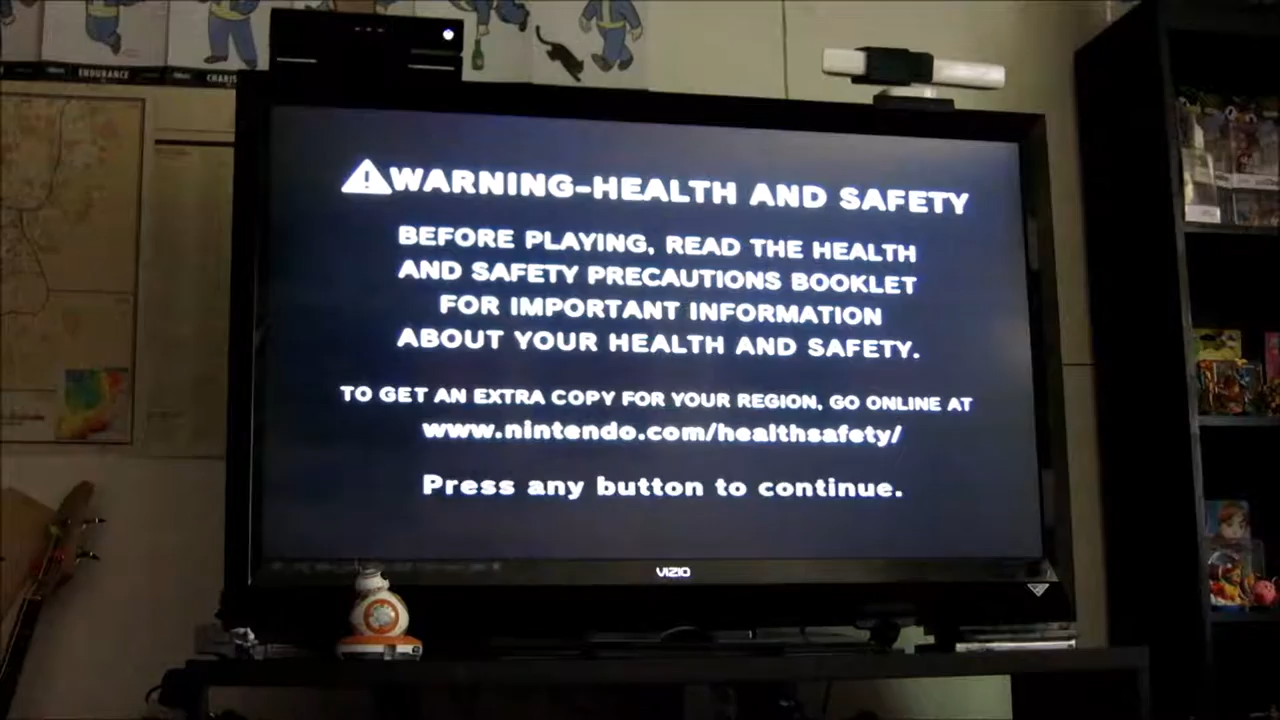 ENDURANCE
WARNING-HEALTH AND SAFETY
BEFORE PLAYING, READ THE HEALTH
AND SAFETY PRECAUTIONS BOOKLET
FOR IMPORTANT INFORMATION
ABOUT YOUR HEALTH AND SAFETY.
TO GET AN EXTRA COPY FOR YOUR REGION, GO ONLINE AT
www.nintendo.com/healthsafety/
Press any button to continue.
VIZIO